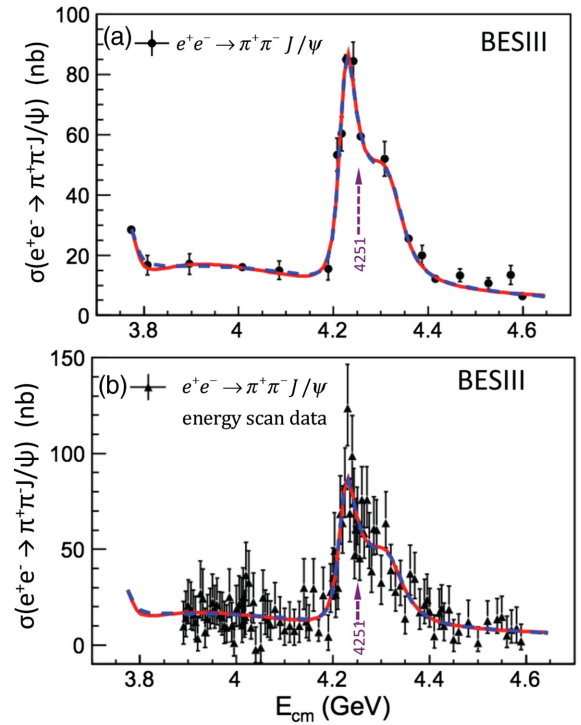 (a) e⁺e⁻ → π⁺π⁻ J/ψ BESIII
σ(e⁺e⁻ → π⁺π⁻J/ψ) (nb)
100
80
60
40
20
0
4251
3.8 4 4.2 4.4 4.6
(b) e⁺e⁻ → π⁺π⁻ J/ψ BESIII
energy scan data
σ(e⁺e⁻ → π⁺π⁻J/ψ) (nb)
150
100
50
0
4251
3.8 4 4.2 4.4 4.6
E_cm (GeV)